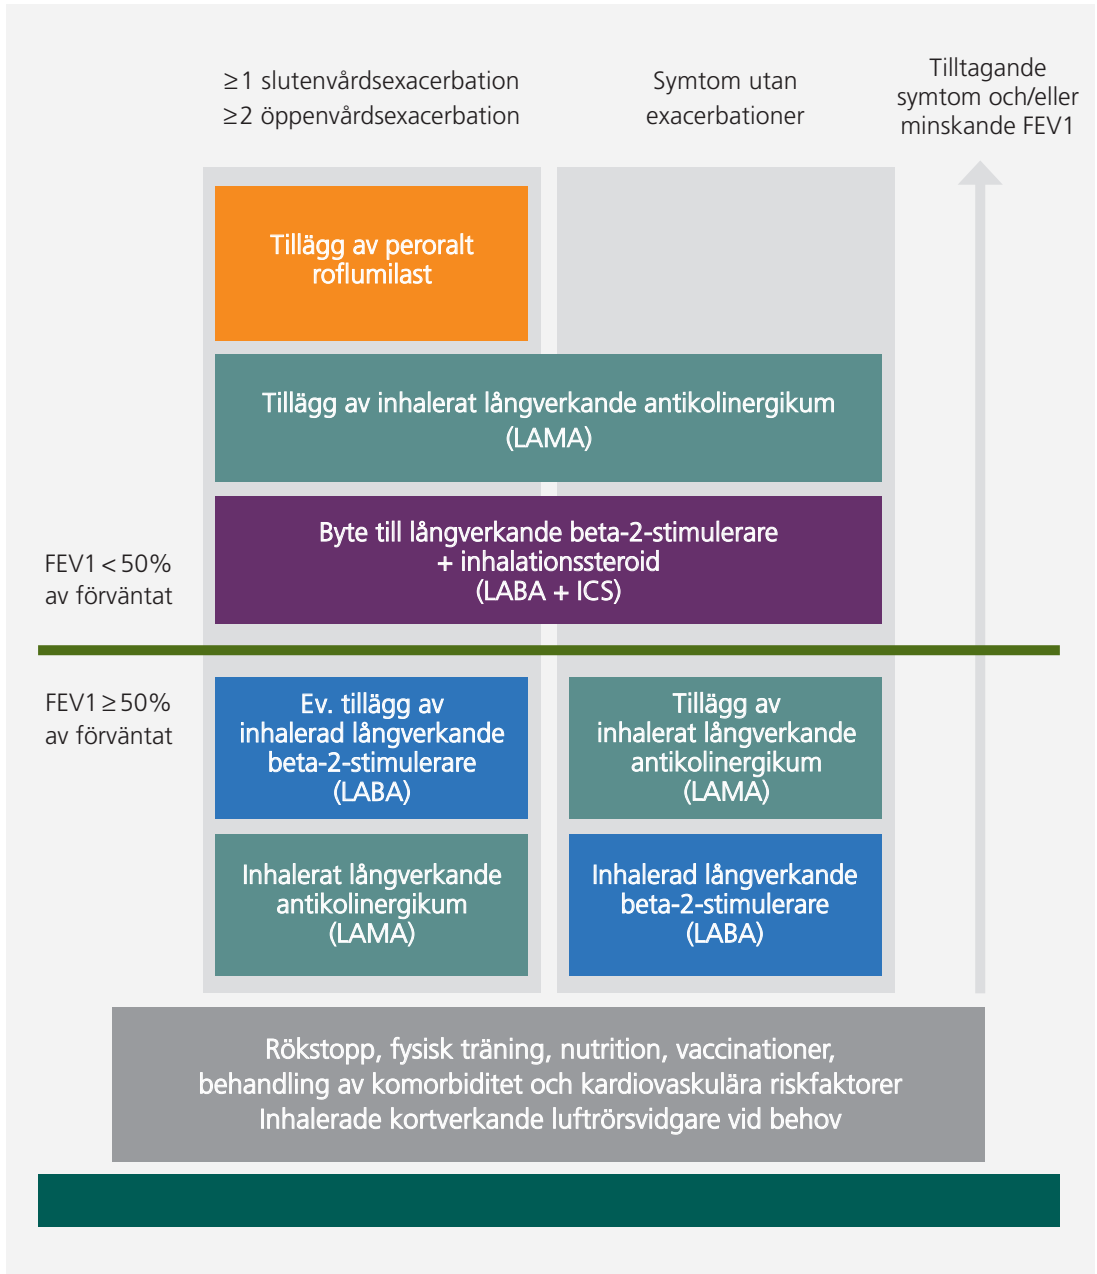 ≥1 slutenvårdsexacerbation
≥2 öppenvårdsexacerbation
Symtom utan
exacerbationer
Tilltagande
symtom och/eller
minskande FEV1
Tillägg av peroralt
roflumilast
Tillägg av inhalerat långverkande antikolinergikum
(LAMA)
Byte till långverkande beta-2-stimulerare
+ inhalationssteroid
(LABA + ICS)
FEV1<50%
av förväntat
FEV1≥50%
av förväntat
Ev. tillägg av
inhalerad långverkande
beta-2-stimulerare
(LABA)
Tillägg av
inhalerat långverkande
antikolinergikum
(LAMA)
Inhalerat långverkande
antikolinergikum
(LAMA)
Inhalerad långverkande
beta-2-stimulerare
(LABA)
Rökstopp, fysisk träning, nutrition, vaccinationer,
behandling av komorbiditet och kardiovaskulära riskfaktorer
Inhalerade kortverkande luftrörsvidgare vid behov